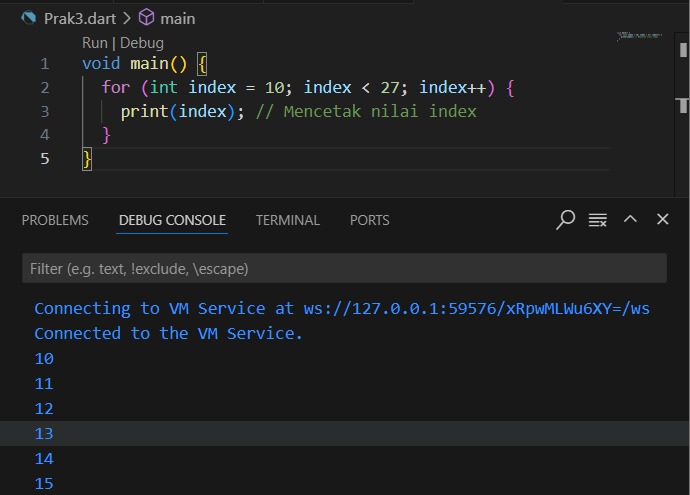 Prak3.dart > main
Run | Debug
1 void main() {
2 for (int index = 10; index < 27; index++) {
3 print(index); // Mencetak nilai index
4 }
5 }
PROBLEMS DEBUG CONSOLE TERMINAL PORTS
Filter (e.g. text, !exclude, \escape)
Connecting to VM Service at ws://127.0.0.1:59576/xRpwMLWu6XY=/ws
Connected to the VM Service.
10
11
12
13
14
15